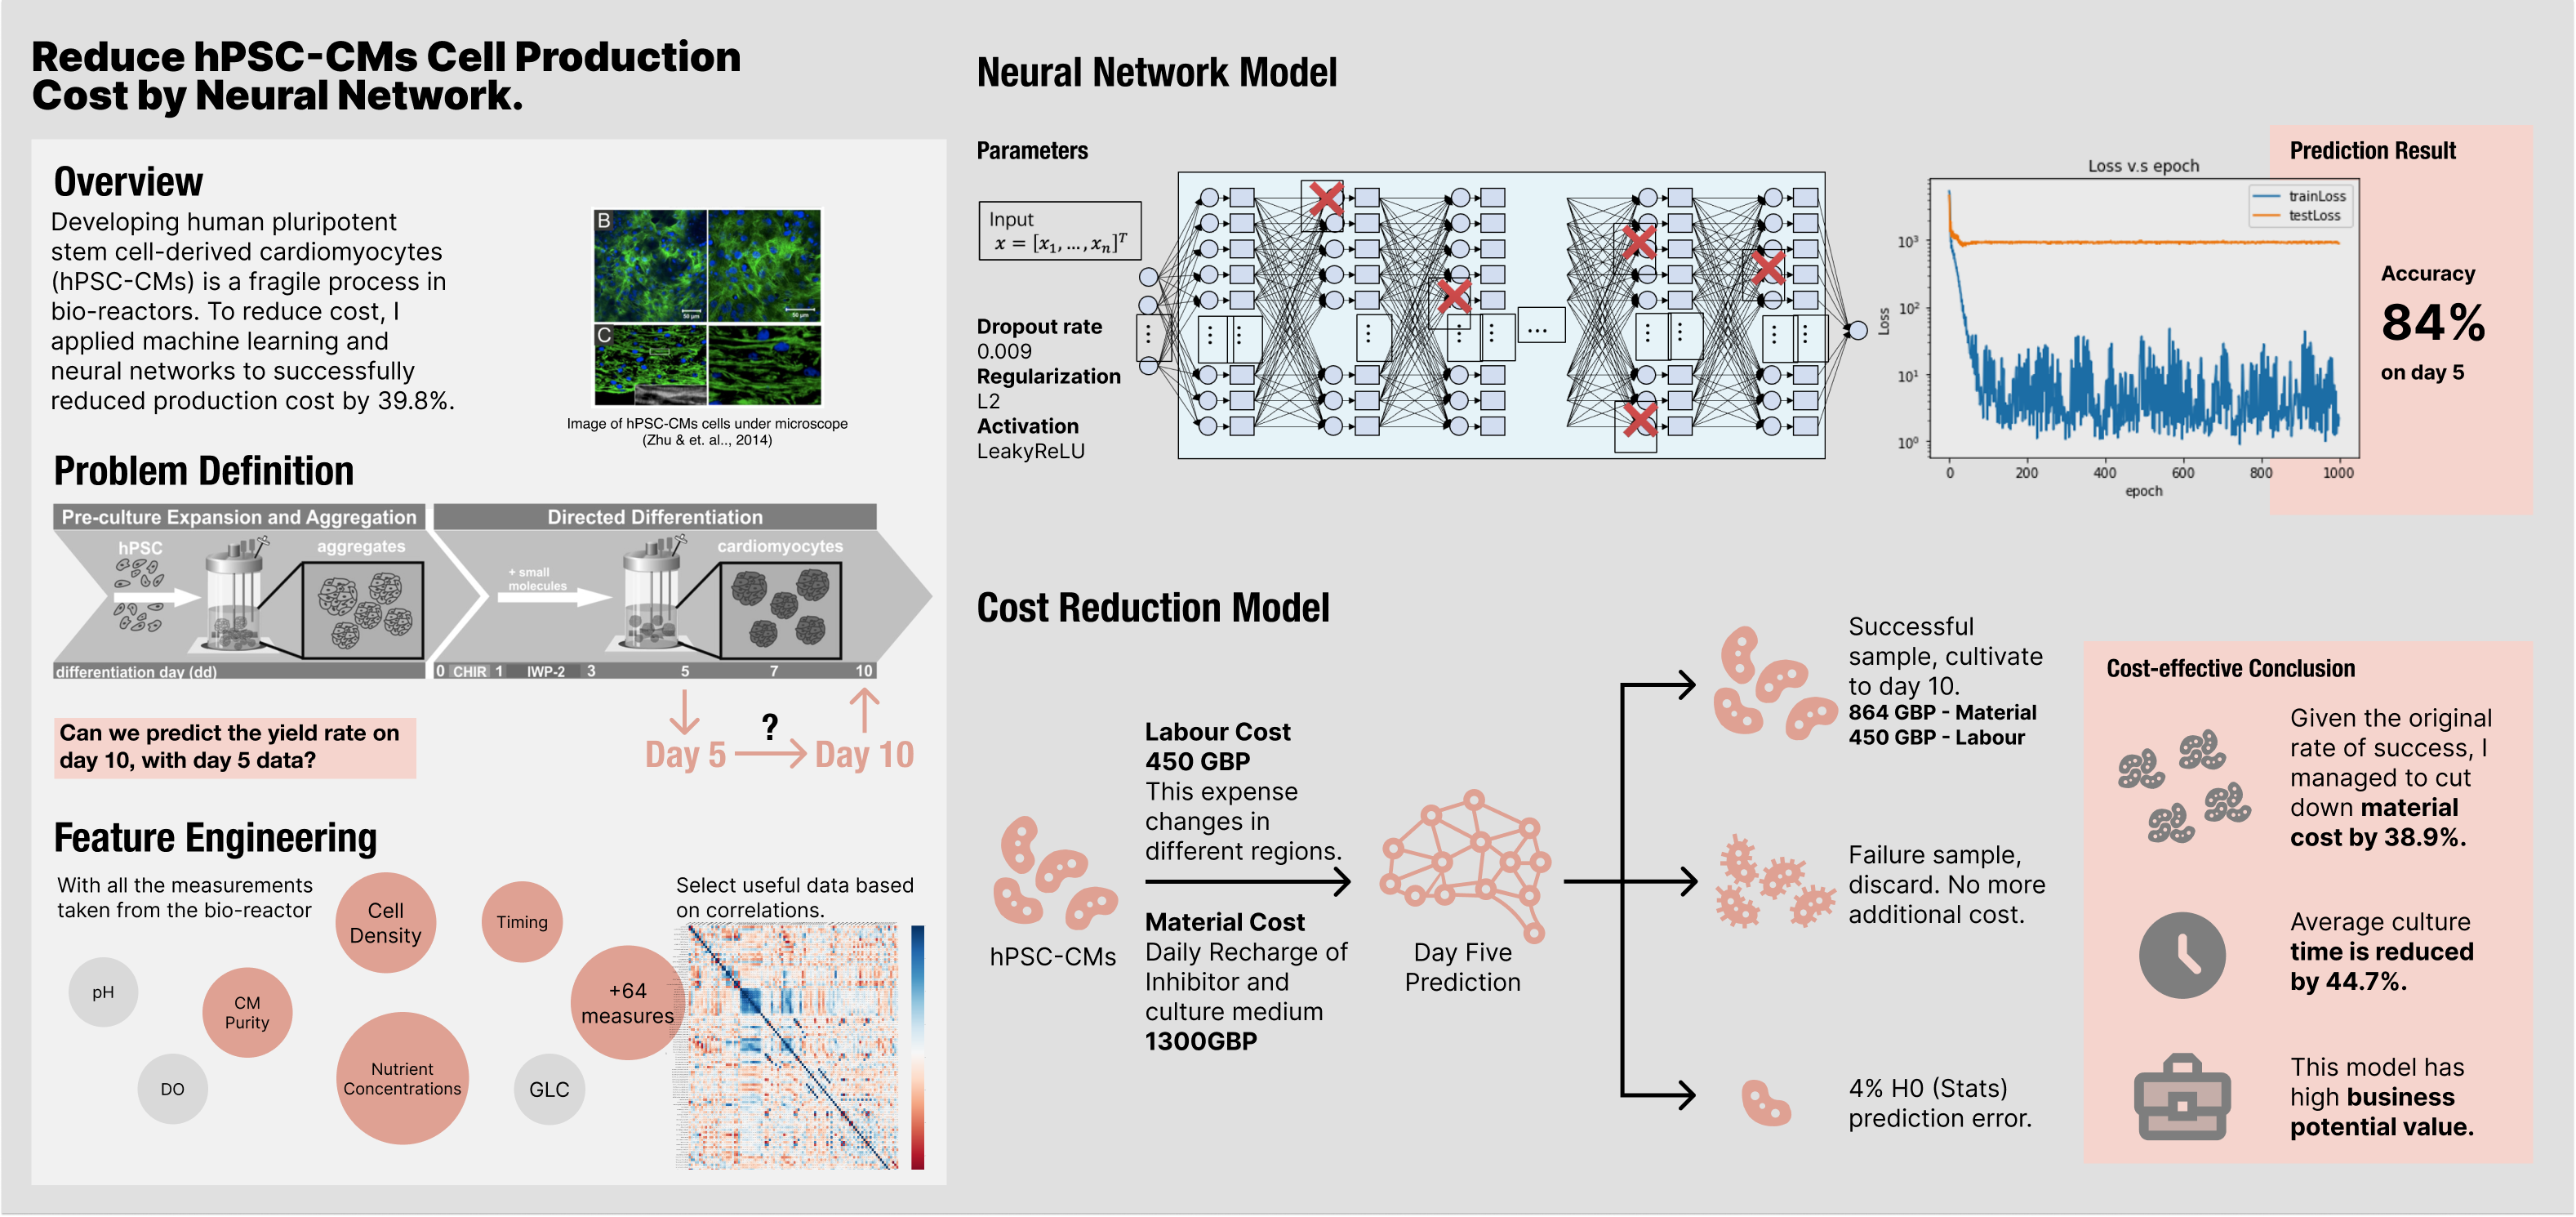 Reduce hPSC-CMs Cell Production
Cost by Neural Network.
Overview
Developing human pluripotent
stem cell-derived cardiomyocytes
(hPSC-CMs) is a fragile process in
bio-reactors. To reduce cost, I
applied machine learning and
neural networks to successfully
reduced production cost by 39.8%.
B
50 µm
50 µm
C
Image of hPSC-CMs cells under microscope
(Zhu & et. al.., 2014)
Problem Definition
Pre-culture Expansion and Aggregation
Directed Differentiation
hPSC
aggregates
+ small
molecules
cardiomyocytes
differentiation day (dd)
0 CHIR 1 IWP-2 3 5 7 10
Can we predict the yield rate on
day 10, with day 5 data?
?
Day 5
Day 10
Feature Engineering
With all the measurements
taken from the bio-reactor
Cell
Density
Timing
+64
measures
pH
CM
Purity
DO
Nutrient
Concentrations
GLC
Select useful data based
on correlations.
Neural Network Model
Parameters
Input
x = [x₁, ..., xₙ]ᵀ
Dropout rate
0.009
Regularization
L2
Activation
LeakyReLU
Loss v.s epoch
trainLoss
testLoss
10³
10²
10¹
10⁰
Loss
0 200 400 600 800 1000
epoch
Prediction Result
Accuracy
84%
on day 5
Cost Reduction Model
hPSC-CMs
Labour Cost
450 GBP
This expense
changes in
different regions.
Material Cost
Daily Recharge of
Inhibitor and
culture medium
1300GBP
Day Five
Prediction
Successful
sample, cultivate
to day 10.
864 GBP - Material
450 GBP - Labour
Failure sample,
discard. No more
additional cost.
4% H0 (Stats)
prediction error.
Cost-effective Conclusion
Given the original
rate of success, I
managed to cut
down material
cost by 38.9%.
Average culture
time is reduced
by 44.7%.
This model has
high business
potential value.